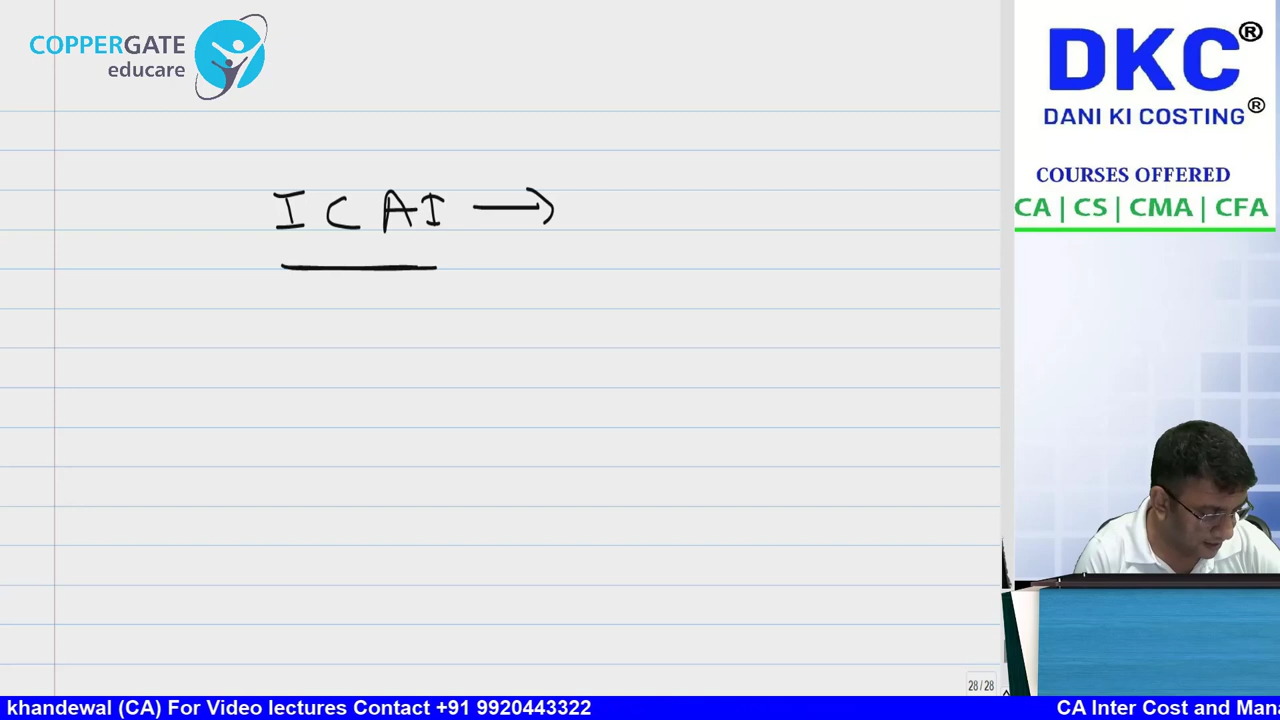 COPPERGATE
educare
ICAI →
DKC®
DANI KI COSTING®
COURSES OFFERED
CA | CS | CMA | CFA
28 / 28
khandewal (CA) For Video lectures Contact +91 9920443322
CA Inter Cost and Mana